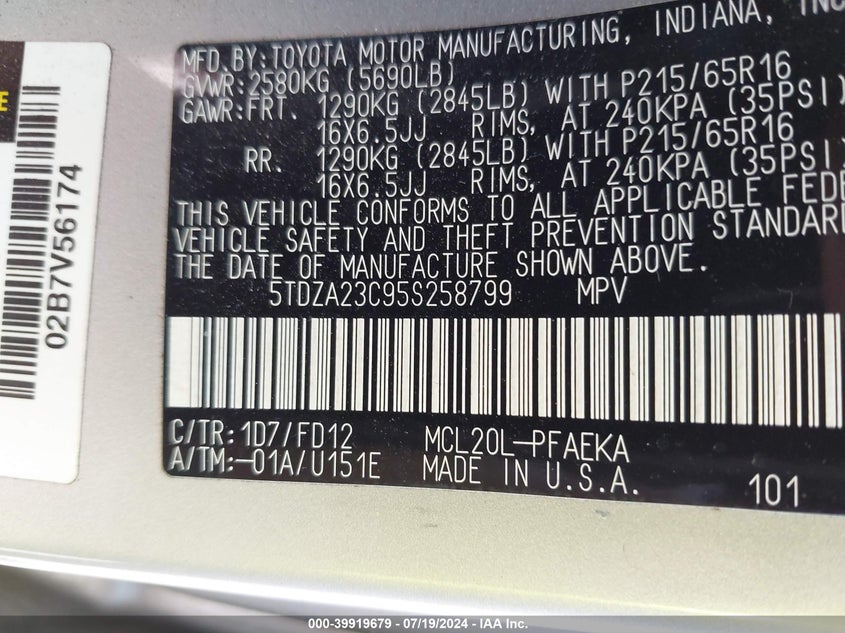 MFD. BY: TOYOTA MOTOR MANUFACTURING, INDIANA, INC
GVWR: 2580KG (5690LB)
GAWR: FRT. 1290KG (2845LB) WITH P215/65R16
16X6.5JJ RIMS, AT 240KPA (35PSI)
RR. 1290KG (2845LB) WITH P215/65R16
16X6.5JJ RIMS, AT 240KPA (35PSI)
THIS VEHICLE CONFORMS TO ALL APPLICABLE FEDE
VEHICLE SAFETY AND THEFT PREVENTION STANDARD
THE DATE OF MANUFACTURE SHOWN ABOVE.
5TDZA23C95S258799 MPV
C/TR: 1D7/FD12 MCL20L-PFAEKA
A/TM:-01A/U151E MADE IN U.S.A.
101
02B7V56174
000-39919679 / 07/19/2024 - IAA Inc.